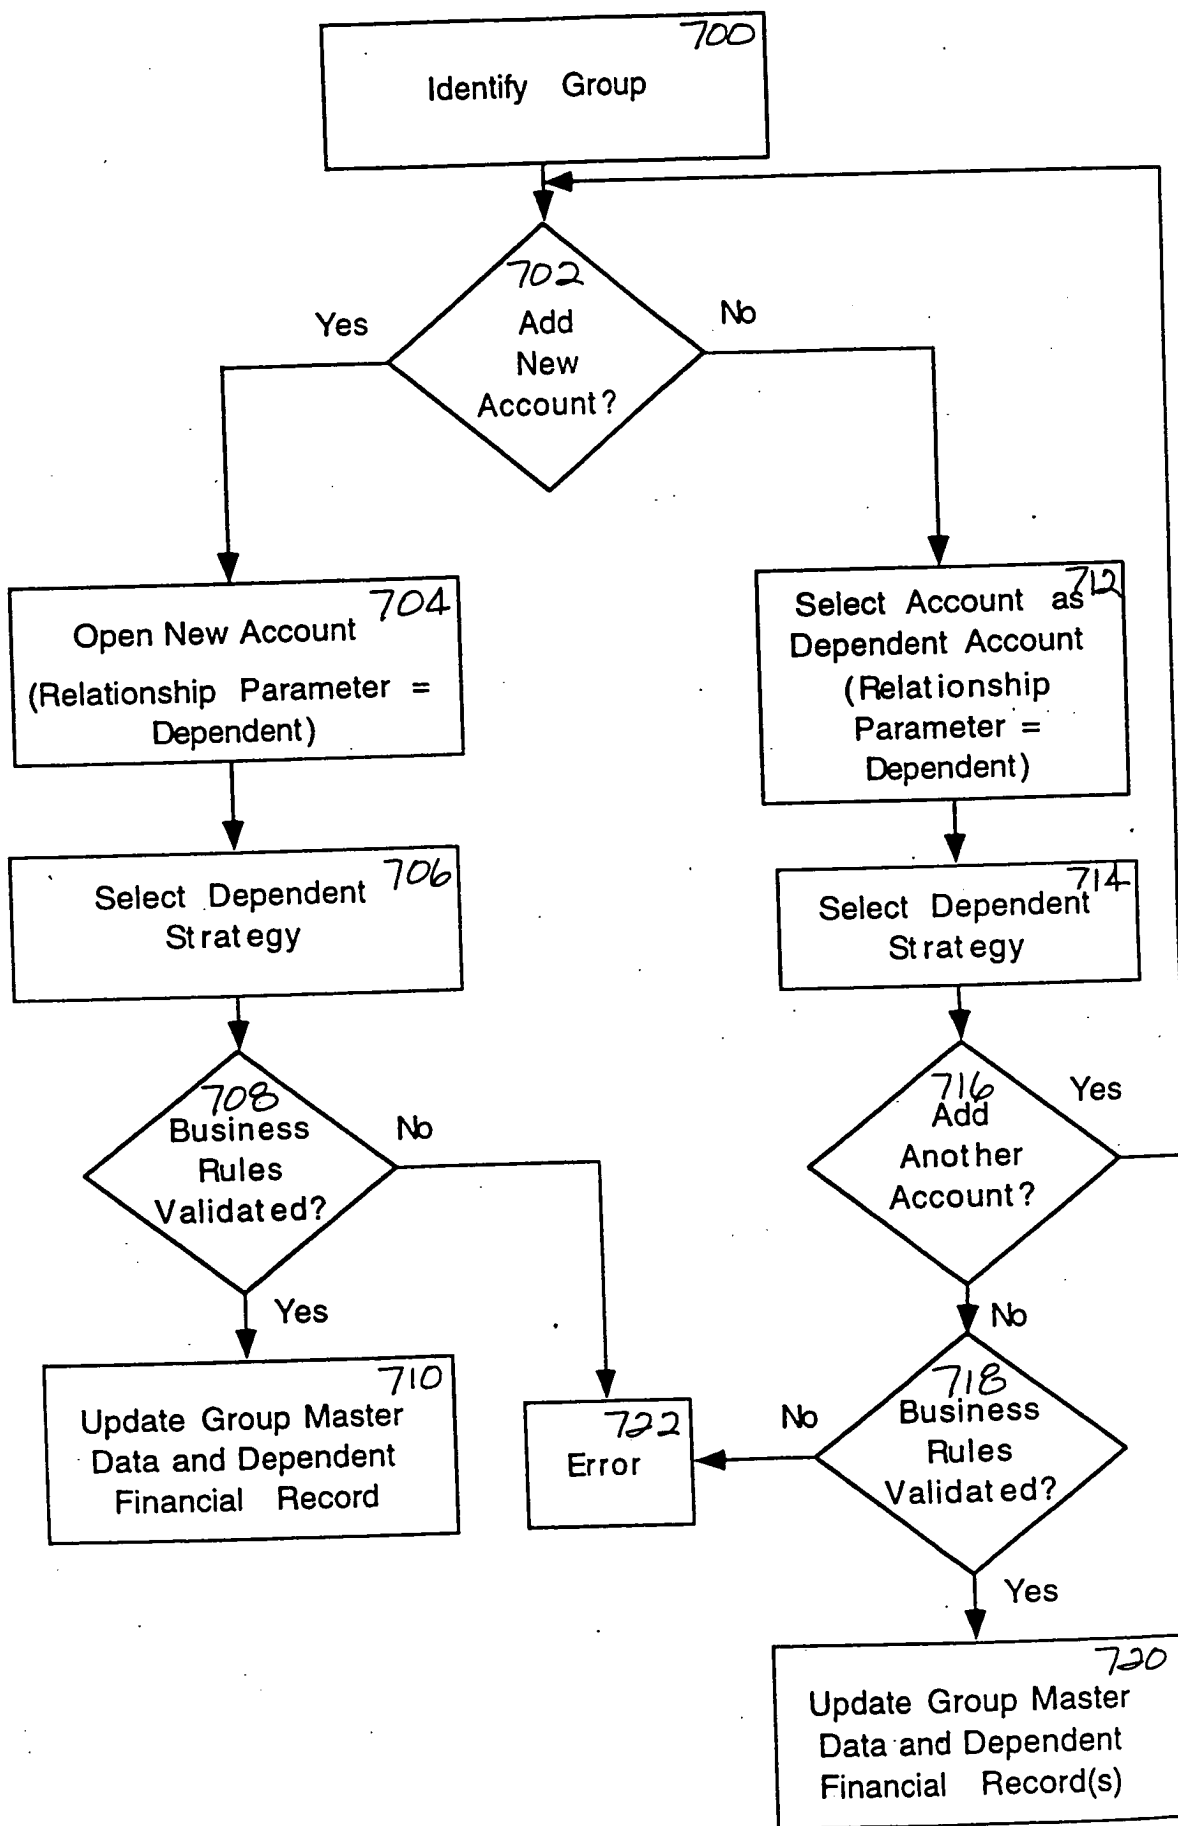 700
Identify Group
702
Add
New
Account?
Yes
No
704
Open New Account
(Relationship Parameter =
Dependent)
712
Select Account as
Dependent Account
(Relationship
Parameter =
Dependent)
706
Select Dependent
Strategy
714
Select Dependent
Strategy
708
Business
Rules
Validated?
No
Yes
716
Add
Another
Account?
Yes
No
710
Update Group Master
Data and Dependent
Financial Record
722
Error
No
718
Business
Rules
Validated?
Yes
720
Update Group Master
Data and Dependent
Financial Record(s)